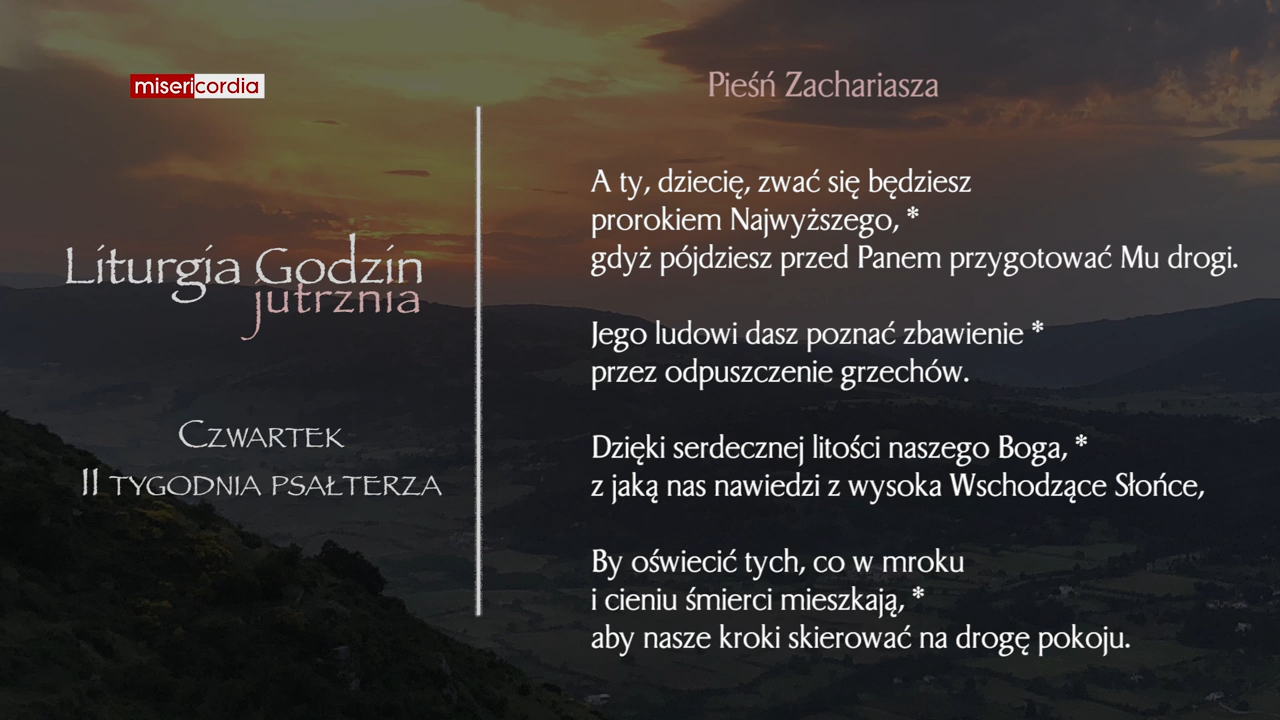 misericordia
Liturgia Godzin
jutrznia
Czwartek
II tygodnia psałterza
Pieśń Zachariasza
A ty, dziecię, zwać się będziesz
prorokiem Najwyższego, *
gdyż pójdziesz przed Panem przygotować Mu drogi.
Jego ludowi dasz poznać zbawienie *
przez odpuszczenie grzechów.
Dzięki serdecznej litości naszego Boga, *
z jaką nas nawiedzi z wysoka Wschodzące Słońce,
By oświecić tych, co w mroku
i cieniu śmierci mieszkają, *
aby nasze kroki skierować na drogę pokoju.